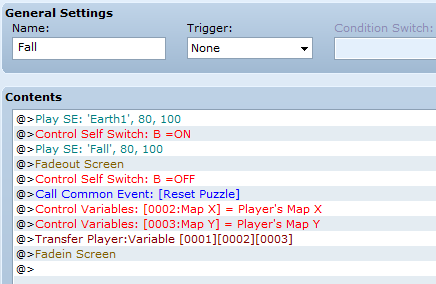 General Settings
Name: Trigger: Condition Switch:
Fall None
Contents
@>Play SE: 'Earth1', 80, 100
@>Control Self Switch: B =ON
@>Play SE: 'Fall', 80, 100
@>Fadeout Screen
@>Control Self Switch: B =OFF
@>Call Common Event: [Reset Puzzle]
@>Control Variables: [0002:Map X] = Player's Map X
@>Control Variables: [0003:Map Y] = Player's Map Y
@>Transfer Player:Variable [0001][0002][0003]
@>Fadein Screen
@>